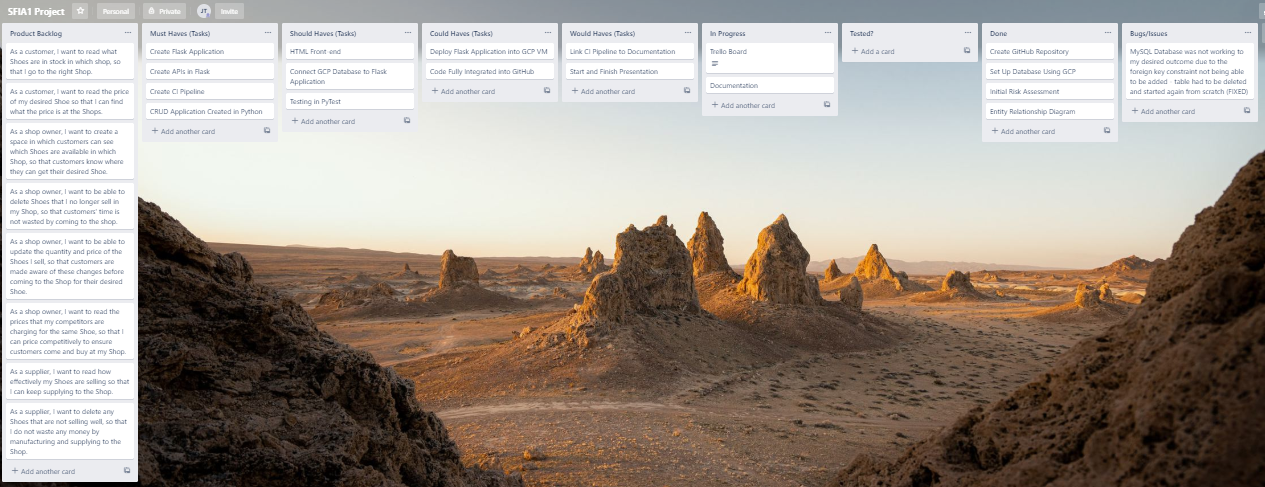 SFIA1 Project
Personal
Private
JT
Invite
Product Backlog
As a customer, I want to read what
Shoes are in stock in which shop, so
that I go to the right Shop.
As a customer, I want to read the price
of my desired Shoe so that I can find
what the price is at the Shops.
As a shop owner, I want to create a
space in which customers can see
which Shoes are available in which
Shop, so that customers know where
they can get their desired Shoe.
As a shop owner, I want to be able to
delete Shoes that I no longer sell in
my Shop, so that customers' time is
not wasted by coming to the shop.
As a shop owner, I want to be able to
update the quantity and price of the
Shoes I sell, so that customers are
made aware of these changes before
coming to the Shop for their desired
Shoe.
As a shop owner, I want to read the
prices that my competitors are
charging for the same Shoe, so that I
can price competitively to ensure
customers come and buy at my Shop.
As a supplier, I want to read how
effectively my Shoes are selling so that
I can keep supplying to the Shop.
As a supplier, I want to delete any
Shoes that are not selling well, so that
I do not waste any money by
manufacturing and supplying to the
Shop.
+ Add another card
Must Haves (Tasks)
Create Flask Application
Create APIs in Flask
Create CI Pipeline
CRUD Application Created in Python
+ Add another card
Should Haves (Tasks)
HTML Front-end
Connect GCP Database to Flask
Application
Testing in PyTest
+ Add another card
Could Haves (Tasks)
Deploy Flask Application into GCP VM
Code Fully Integrated into GitHub
+ Add another card
Would Haves (Tasks)
Link CI Pipeline to Documentation
Start and Finish Presentation
+ Add another card
In Progress
Trello Board
Documentation
+ Add another card
Tested?
+ Add a card
Done
Create GitHub Repository
Set Up Database Using GCP
Initial Risk Assessment
Entity Relationship Diagram
+ Add another card
Bugs/Issues
MySQL Database was not working to
my desired outcome due to the
foreign key constraint not being able
to be added - table had to be deleted
and started again from scratch (FIXED)
+ Add another card